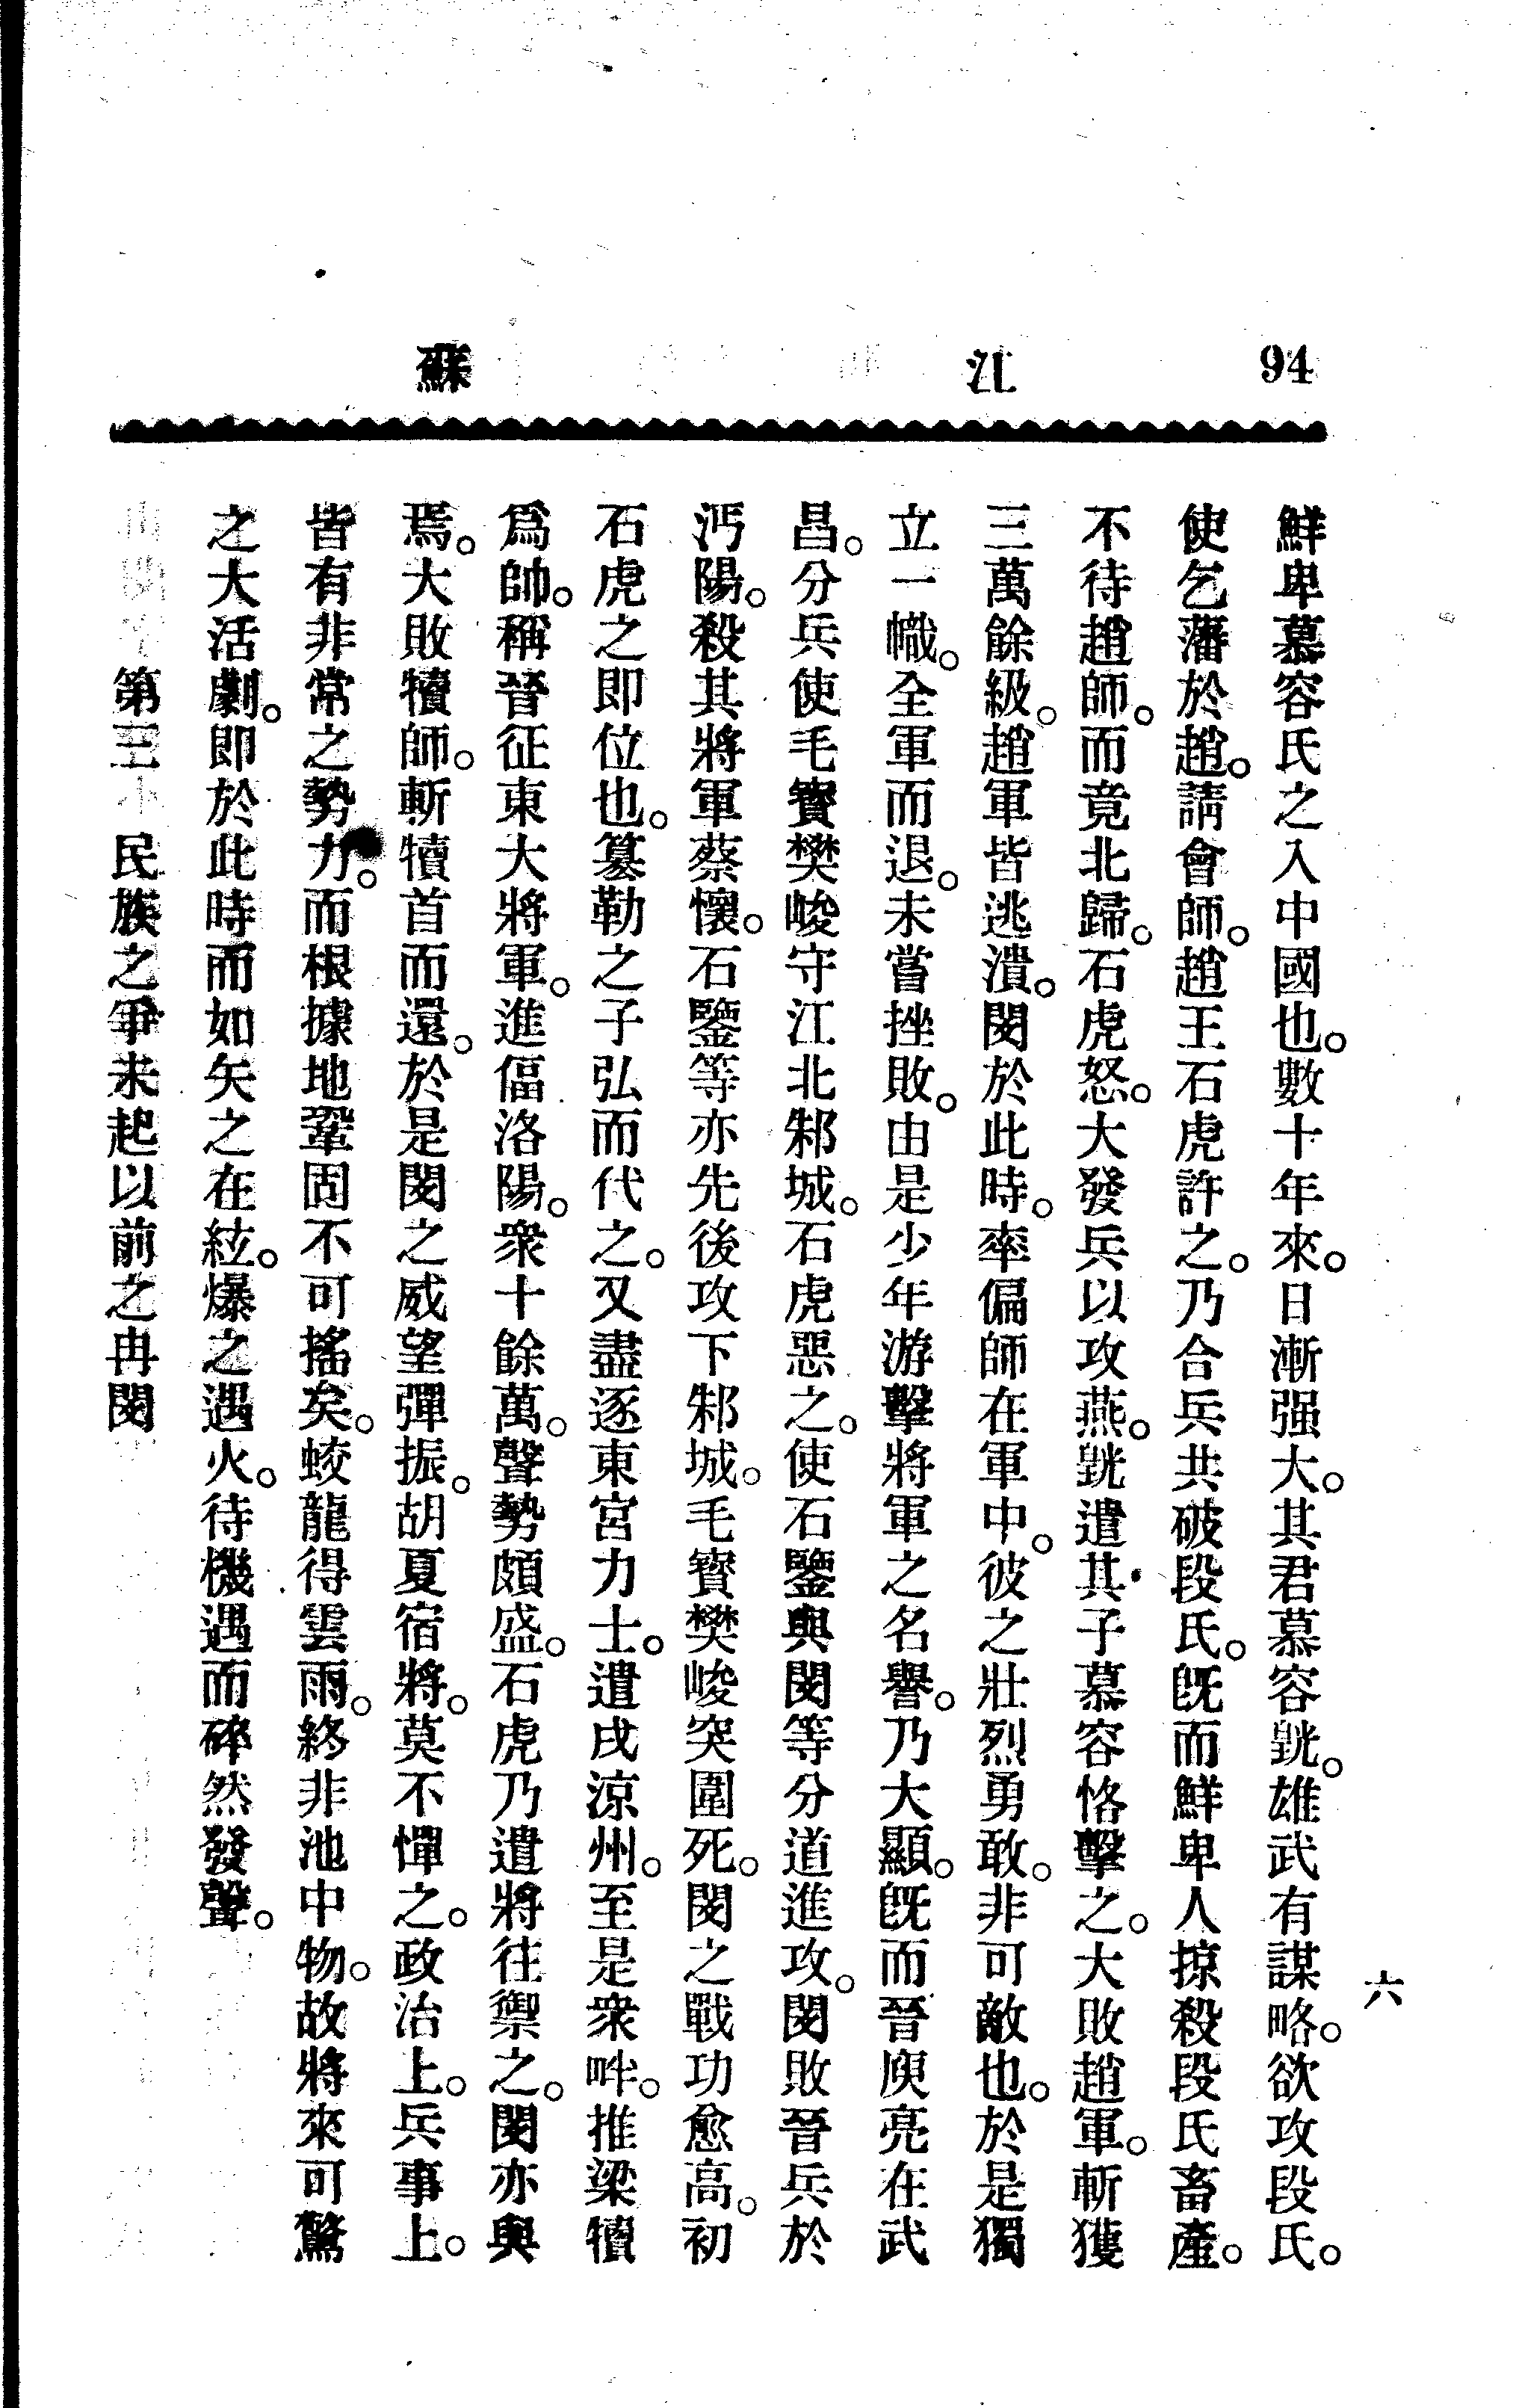 94
江
蘇
六
鮮卑慕容氏之入中國也。數十年來。日漸强大。其君慕容皝。雄武有謀略。欲攻段氏。
使乞藩於趙。請會師。趙王石虎許之。乃合兵共破段氏。旣而鮮卑人掠殺段氏畜產。
不待趙師。而竟北歸。石虎怒。大發兵以攻燕。皝遣其子慕容恪擊之。大敗趙軍。斬獲
三萬餘級。趙軍皆逃潰。閔於此時。率偏師在軍中。彼之壯烈勇敢。非可敵也。於是獨
立一幟。全軍而退。未嘗挫敗。由是少年游擊將軍之名譽。乃大顯。旣而晉庾亮在武
昌。分兵使毛寶樊峻守江北邾城。石虎惡之。使石鑒與閔等分道進攻。閔敗晉兵於
沔陽。殺其將軍蔡懷。石鑒等亦先後攻下邾城。毛寶樊峻突圍死。閔之戰功愈高。初
石虎之即位也。篡勒之子弘而代之。又盡逐東宮力士。遣戍涼州。至是衆哗。推梁犢
爲帥。稱晉征東大將軍。進偪洛陽。衆十餘萬。聲勢頗盛。石虎乃遣將往禦之。閔亦與
焉。大敗犢師。斬犢首而還。於是閔之威望彈振。胡夏宿將。莫不憚之。政治上。兵事上。
皆有非常之勢力。而根據地鞏固不可搖矣。蛟龍得雲雨。終非池中物。故將來可驚
之大活劇。即於此時而如矢之在絃。爆之遇火。待機遇而砰然發聲。
第三 民族之爭未起以前之冉閔